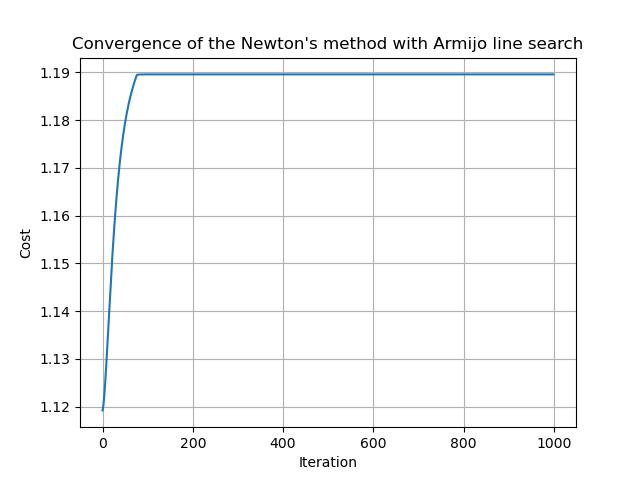 Convergence of the Newton's method with Armijo line search
1.19
1.18
1.17
1.16
1.15
1.14
1.13
1.12
Cost
0 200 400 600 800 1000
Iteration